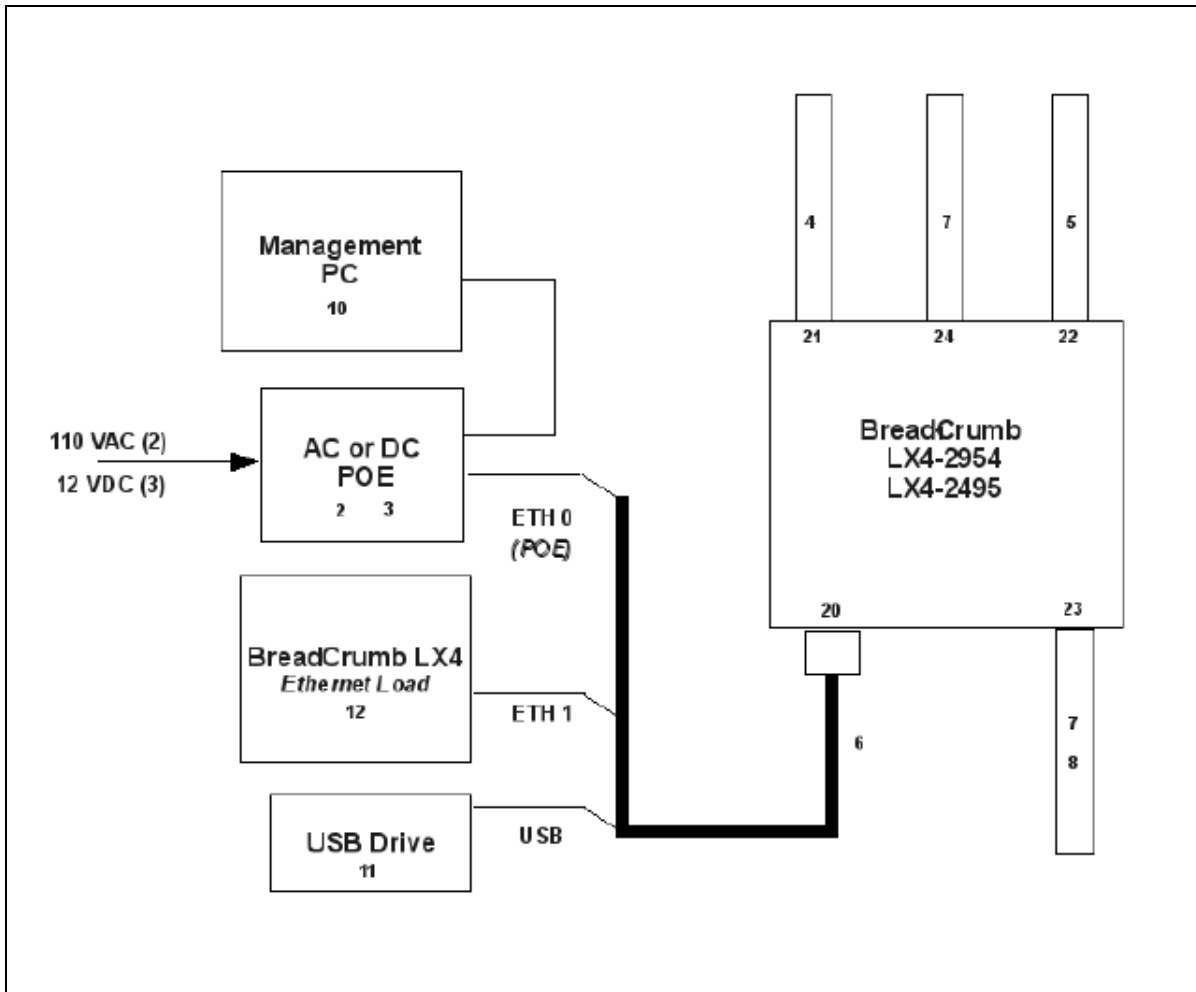 Management
PC
10
110 VAC (2)
12 VDC (3)
AC or DC
POE
2 3
ETH 0
(POE)
BreadCrumb LX4
Ethernet Load
12
ETH 1
USB Drive
11
USB
6
4
7
5
21
24
22
BreadCrumb
LX4-2954
LX4-2495
20
23
7
8